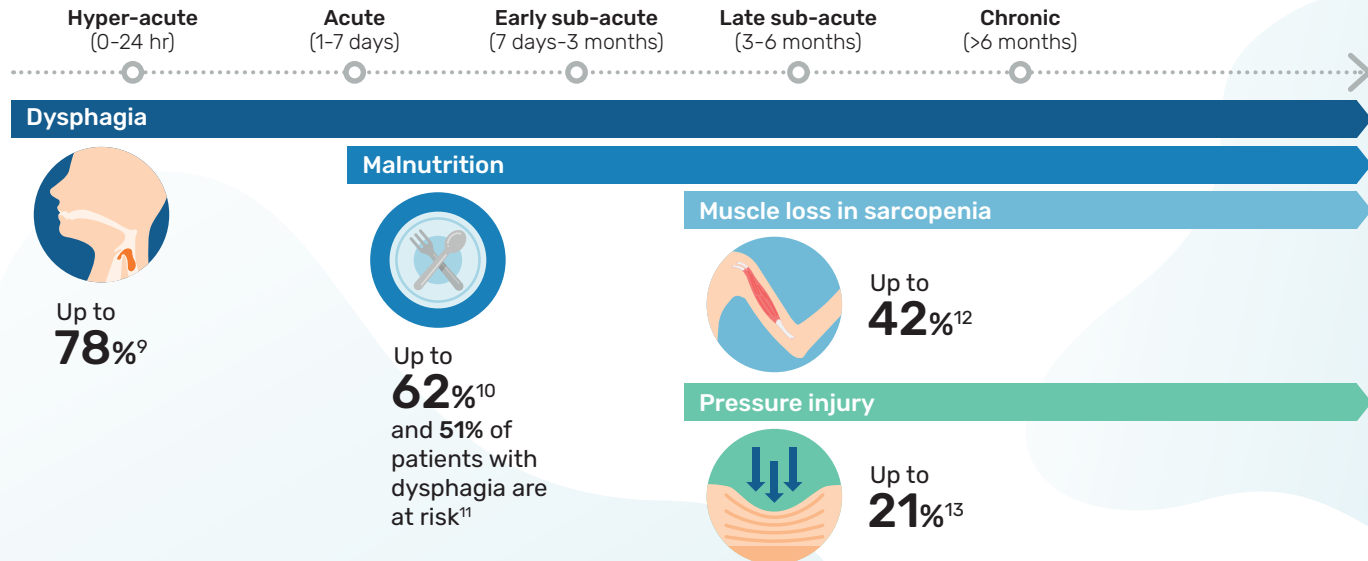 Hyper-acute
(0-24 hr)
Acute
(1-7 days)
Early sub-acute
(7 days-3 months)
Late sub-acute
(3-6 months)
Chronic
(>6 months)
Dysphagia
Up to
78%⁹
Malnutrition
Up to
62%¹⁰
and 51% of
patients with
dysphagia are
at risk¹¹
Muscle loss in sarcopenia
Up to
42%¹²
Pressure injury
Up to
21%¹³